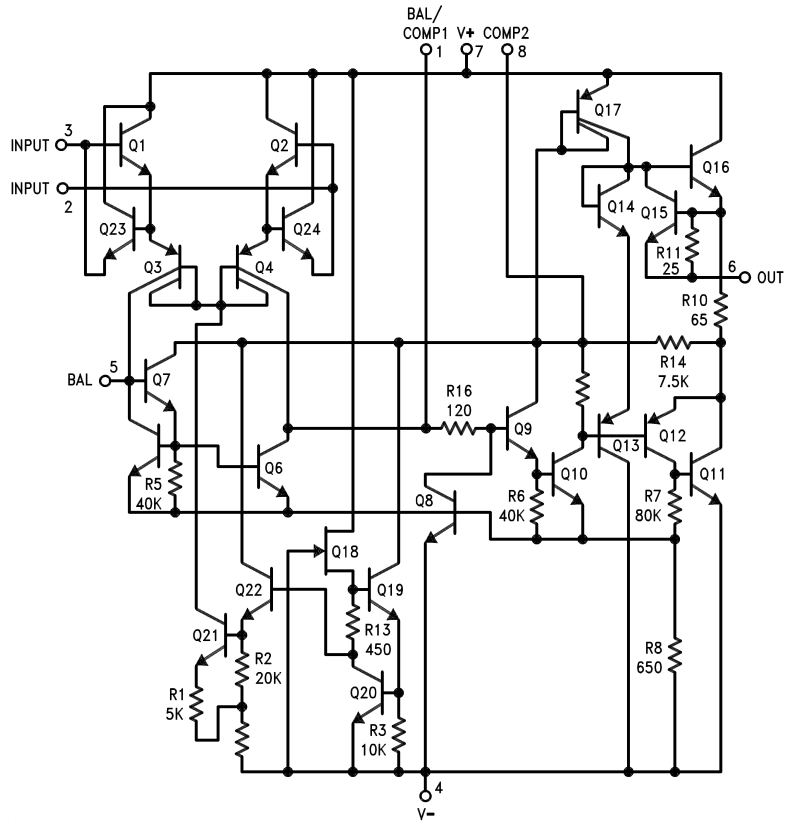 BAL/
COMP1 V+ COMP2
1 7 8
Q17
3
INPUT
Q1
Q2
Q16
INPUT
2
Q14
Q15
Q23
Q24
R11
25
Q3
Q4
6
OUT
R10
65
5
BAL
Q7
R14
7.5K
R16
120
Q9
Q13
Q12
Q6
Q10
Q11
R5
40K
Q8
R6
40K
R7
80K
Q18
Q22
Q19
Q21
R13
450
R2
20K
R8
650
R1
5K
Q20
R3
10K
4
V−